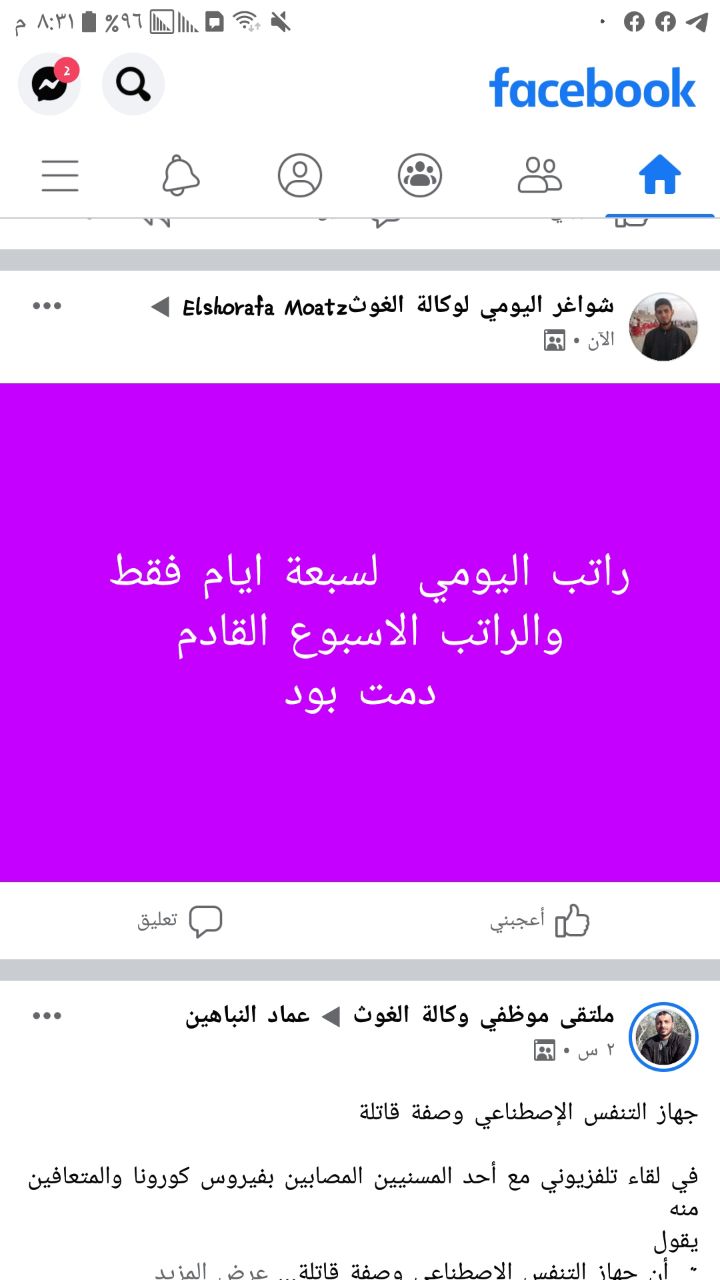 ٨:٣١ م
%٩٦
facebook
2
شواغر اليومي لوكالة الغوث Elshorafa Moatz
الآن
راتب اليومي لسبعة ايام فقط
والراتب الاسبوع القادم
دمت بود
أعجبني
تعليق
ملتقى موظفي وكالة الغوث ◀ عماد النباهين
٢ س
جهاز التنفس الإصطناعي وصفة قاتلة
في لقاء تلفزيوني مع أحد المسنيين المصابين بفيروس كورونا والمتعافين
منه
يقول
- أن جهاز التنفس الاصطناعي وصفة قاتلة... عرض المزيد